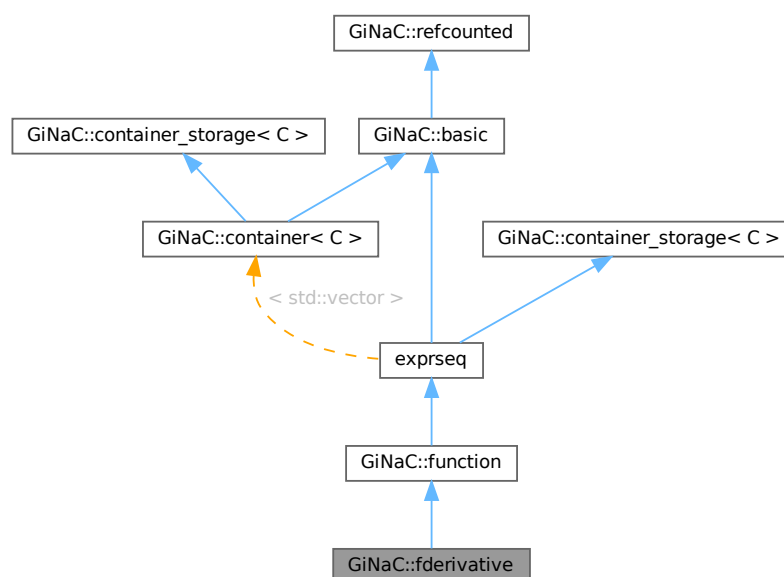 GiNaC::refcounted
GiNaC::container_storage< C >
GiNaC::basic
GiNaC::container< C >
GiNaC::container_storage< C >
< std::vector >
exprseq
GiNaC::function
GiNaC::fderivative